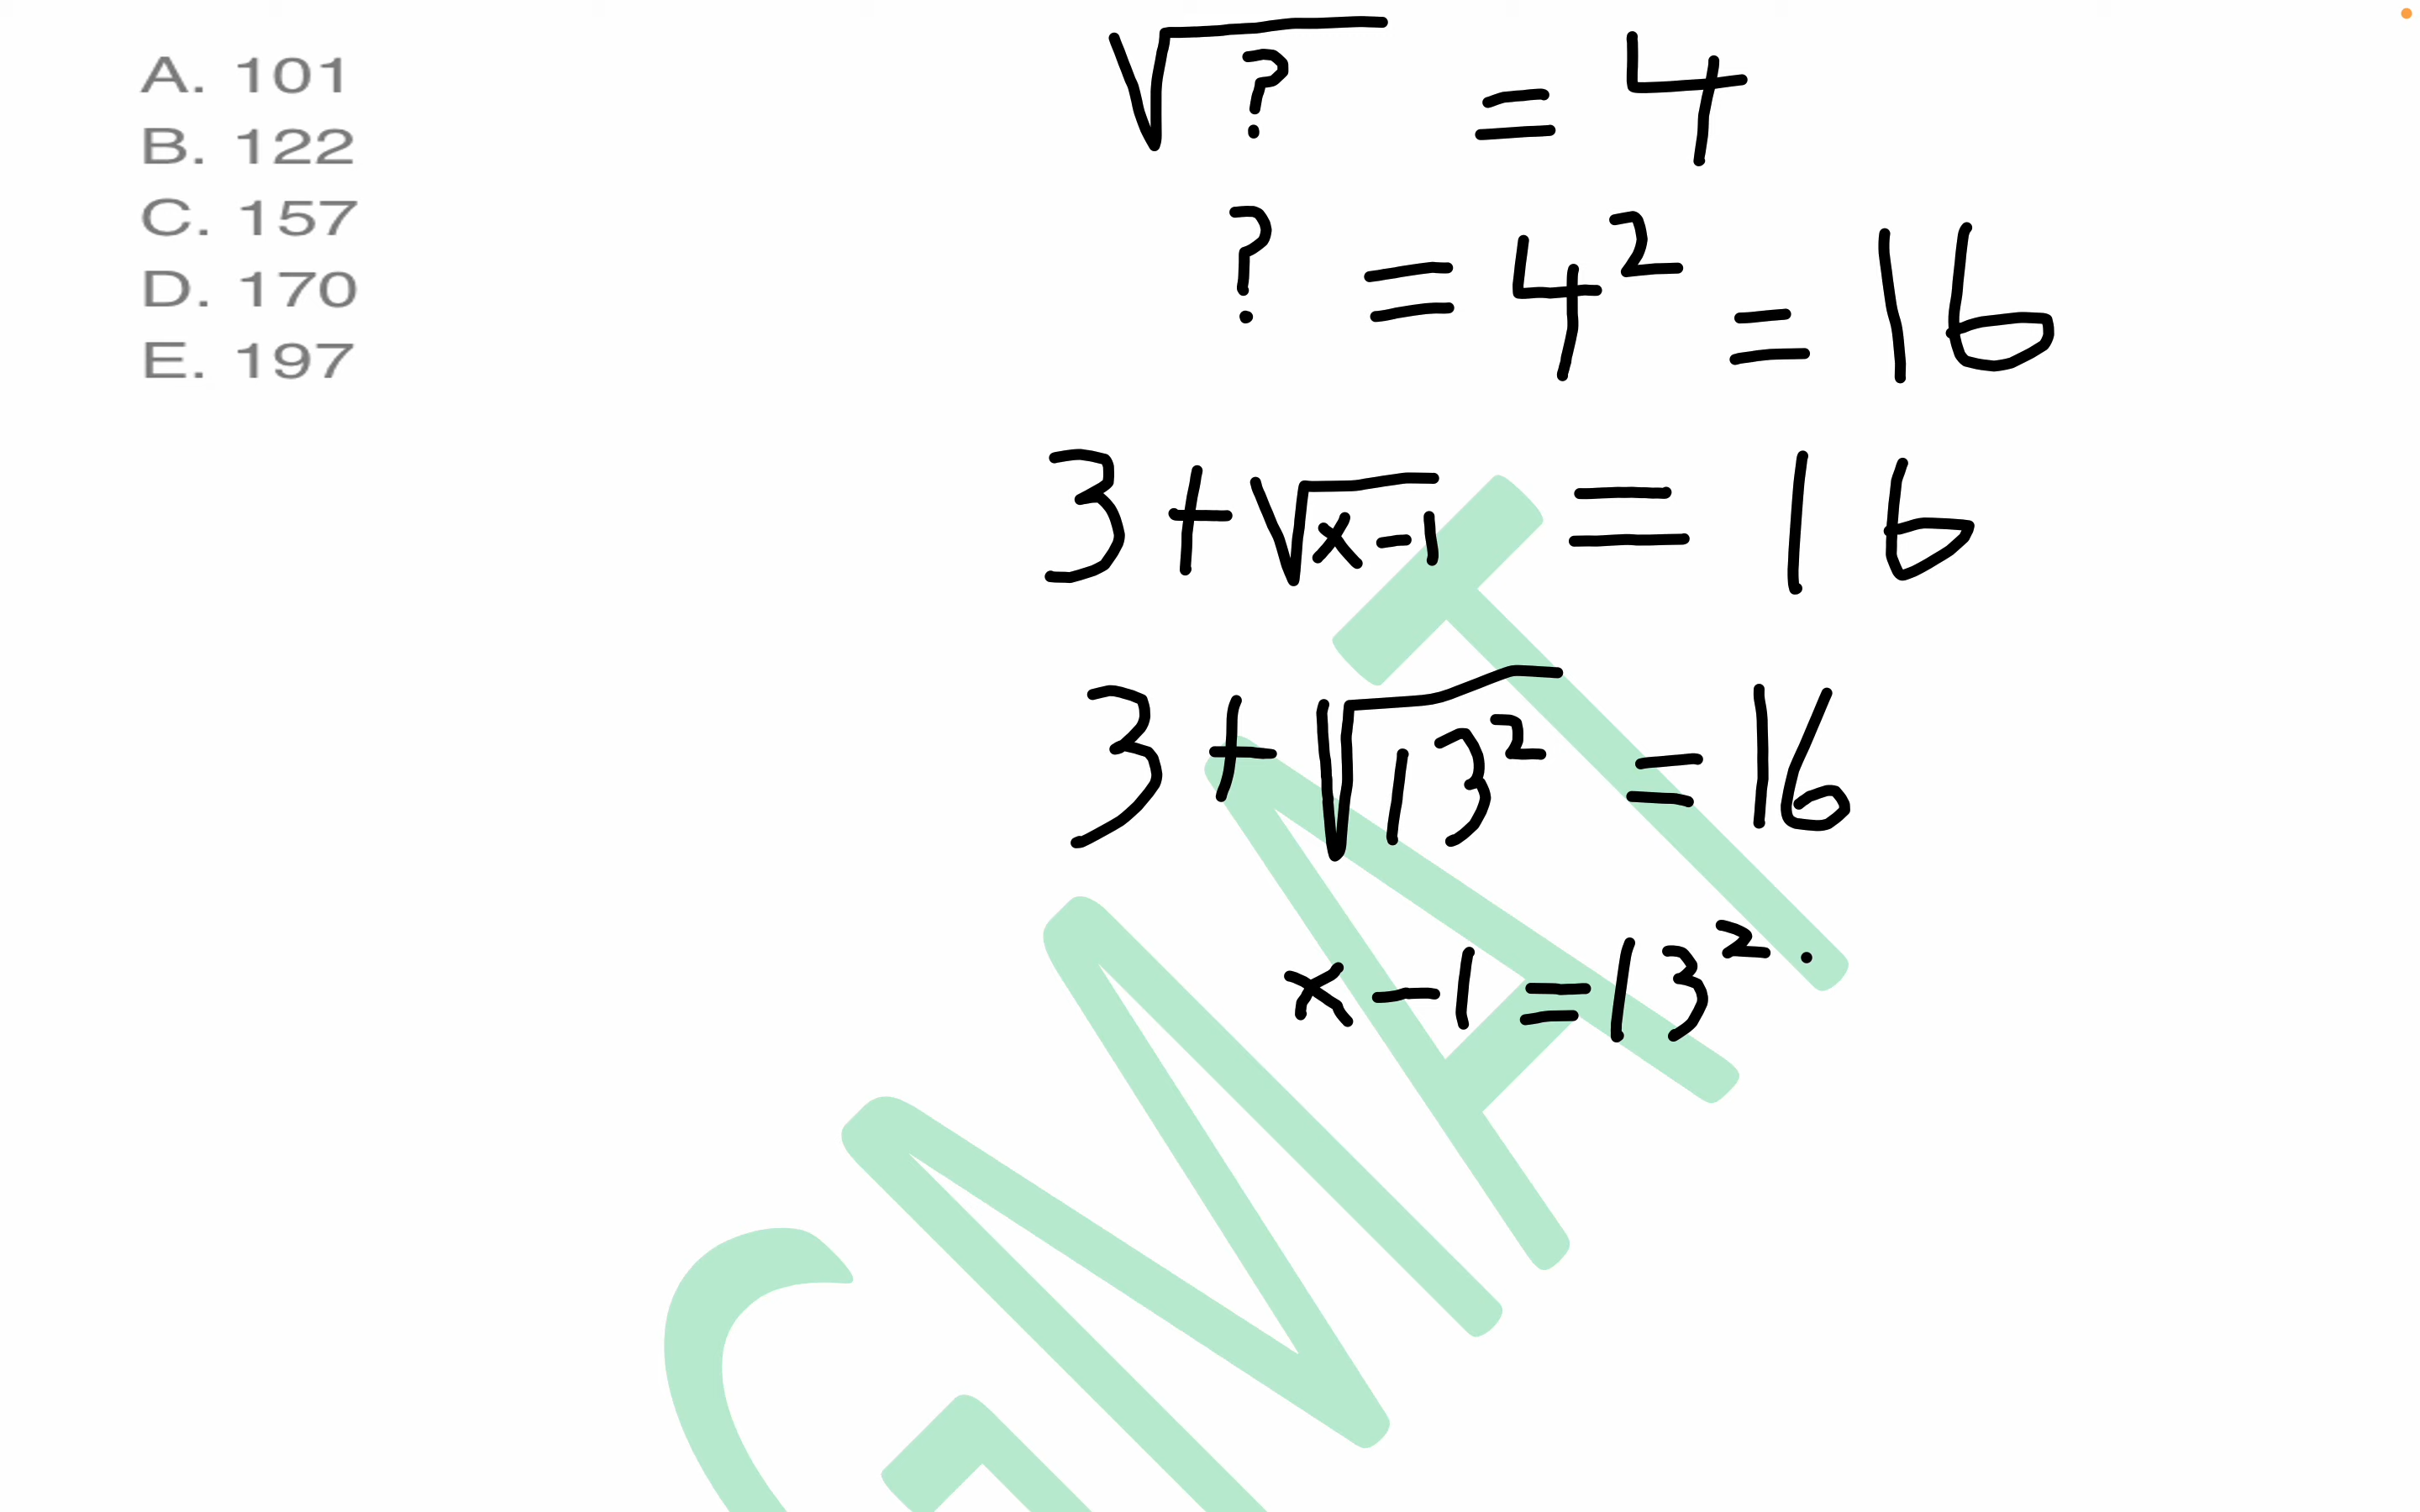 A. 101
B. 122
C. 157
D. 170
E. 197
√? = 4
? = 4² = 16
3 + √x-1 = 16
3 + √13² = 16
x - 1 = 13² .
GMAT